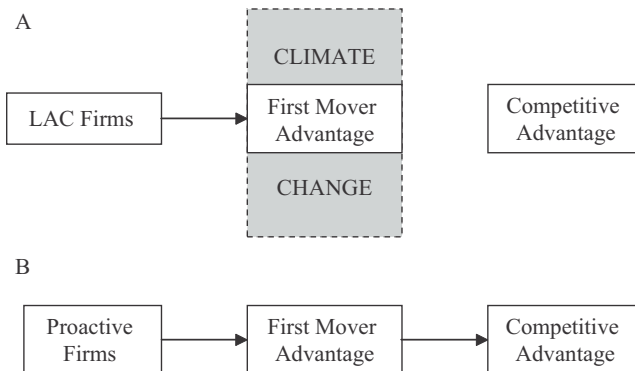 A
CLIMATE
LAC Firms
First Mover
Advantage
Competitive
Advantage
CHANGE
B
Proactive
Firms
First Mover
Advantage
Competitive
Advantage